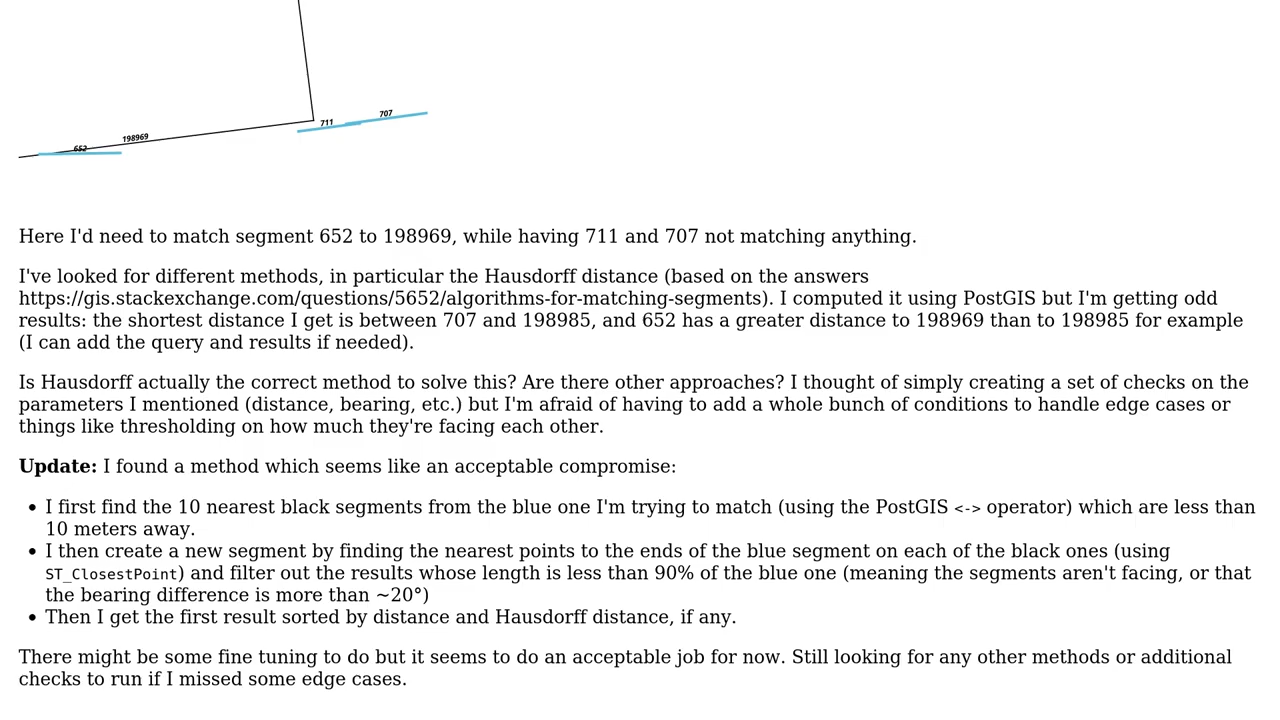 707
711
198969
652
Here I'd need to match segment 652 to 198969, while having 711 and 707 not matching anything.
I've looked for different methods, in particular the Hausdorff distance (based on the answers
https://gis.stackexchange.com/questions/5652/algorithms-for-matching-segments). I computed it using PostGIS but I'm getting odd
results: the shortest distance I get is between 707 and 198985, and 652 has a greater distance to 198969 than to 198985 for example
(I can add the query and results if needed).
Is Hausdorff actually the correct method to solve this? Are there other approaches? I thought of simply creating a set of checks on the
parameters I mentioned (distance, bearing, etc.) but I'm afraid of having to add a whole bunch of conditions to handle edge cases or
things like thresholding on how much they're facing each other.
Update: I found a method which seems like an acceptable compromise:
• I first find the 10 nearest black segments from the blue one I'm trying to match (using the PostGIS <-> operator) which are less than
10 meters away.
• I then create a new segment by finding the nearest points to the ends of the blue segment on each of the black ones (using
ST_ClosestPoint) and filter out the results whose length is less than 90% of the blue one (meaning the segments aren't facing, or that
the bearing difference is more than ~20°)
• Then I get the first result sorted by distance and Hausdorff distance, if any.
There might be some fine tuning to do but it seems to do an acceptable job for now. Still looking for any other methods or additional
checks to run if I missed some edge cases.